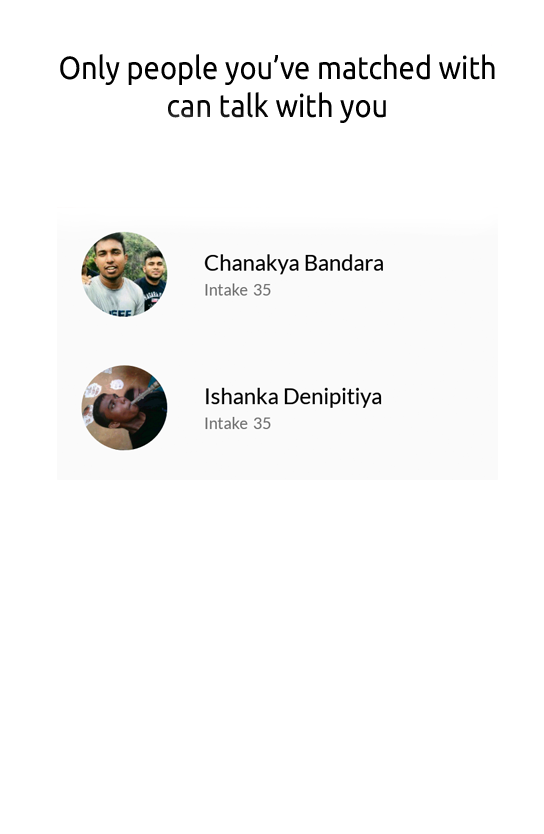 Only people you’ve matched with
can talk with you
Chanakya Bandara
Intake 35
Ishanka Denipitiya
Intake 35